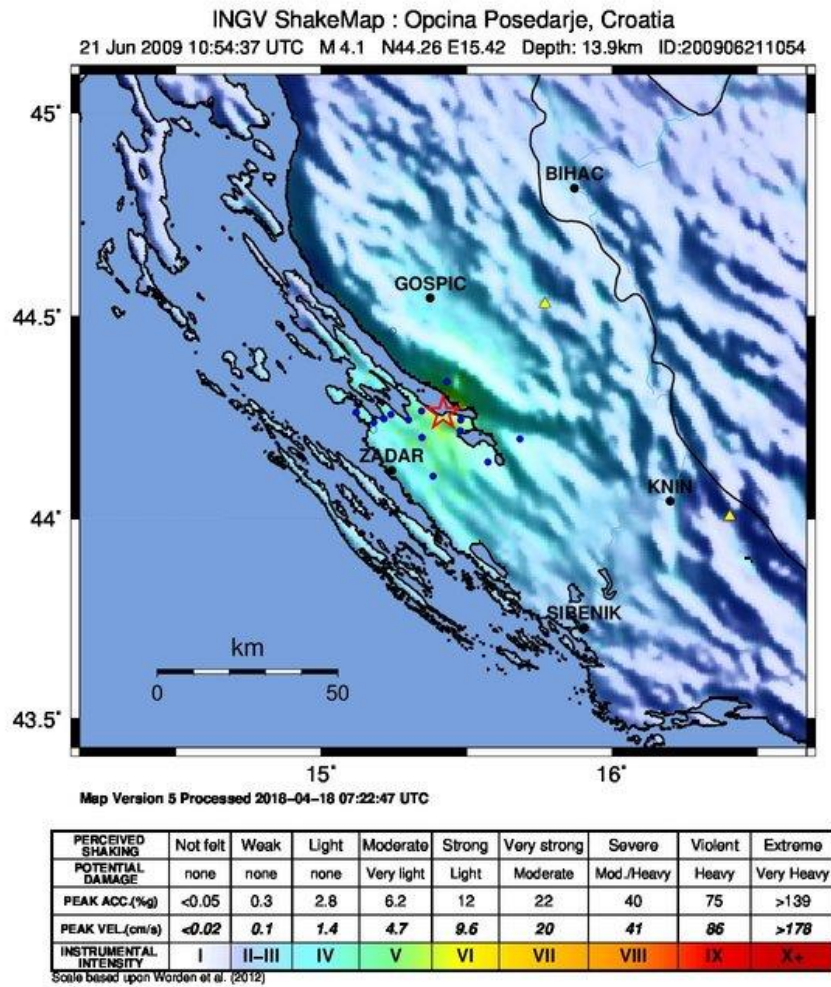 INGV ShakeMap : Opcina Posedarje, Croatia
21 Jun 2009 10:54:37 UTC M 4.1 N44.26 E15.42 Depth: 13.9km ID:200906211054
45°
BIHAC
GOSPIC
44.5°
ZADAR
KNIN
44°
SIBENIK
km
0 50
43.5°
15° 16°
Map Version 5 Processed 2018-04-18 07:22:47 UTC
PERCEIVED SHAKING Not felt Weak Light Moderate Strong Very strong Severe Violent Extreme
POTENTIAL DAMAGE none none none Very light Light Moderate Mod./Heavy Heavy Very Heavy
PEAK ACC.(%g) <0.05 0.3 2.8 6.2 12 22 40 75 >139
PEAK VEL.(cm/s) <0.02 0.1 1.4 4.7 9.6 20 41 86 >178
INSTRUMENTAL INTENSITY I II-III IV V VI VII VIII IX X+
Scale based upon Worden et al. (2012)